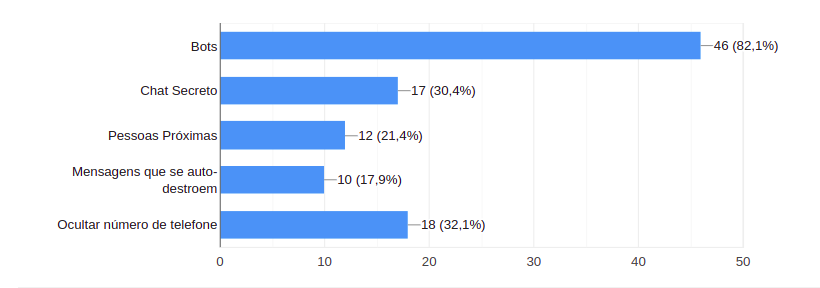 Bots
46 (82,1%)
Chat Secreto
17 (30,4%)
Pessoas Próximas
12 (21,4%)
Mensagens que se auto-
destroem
10 (17,9%)
Ocultar número de telefone
18 (32,1%)
0 10 20 30 40 50